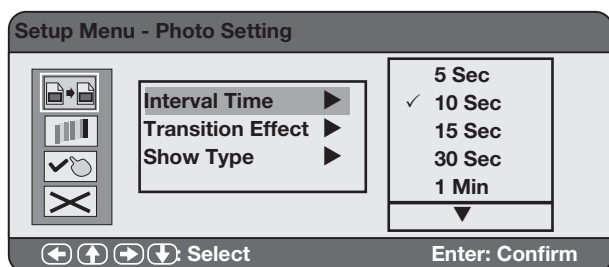 Setup Menu - Photo Setting
Interval Time
Transition Effect
Show Type
5 Sec
10 Sec
15 Sec
30 Sec
1 Min
: Select
Enter: Confirm